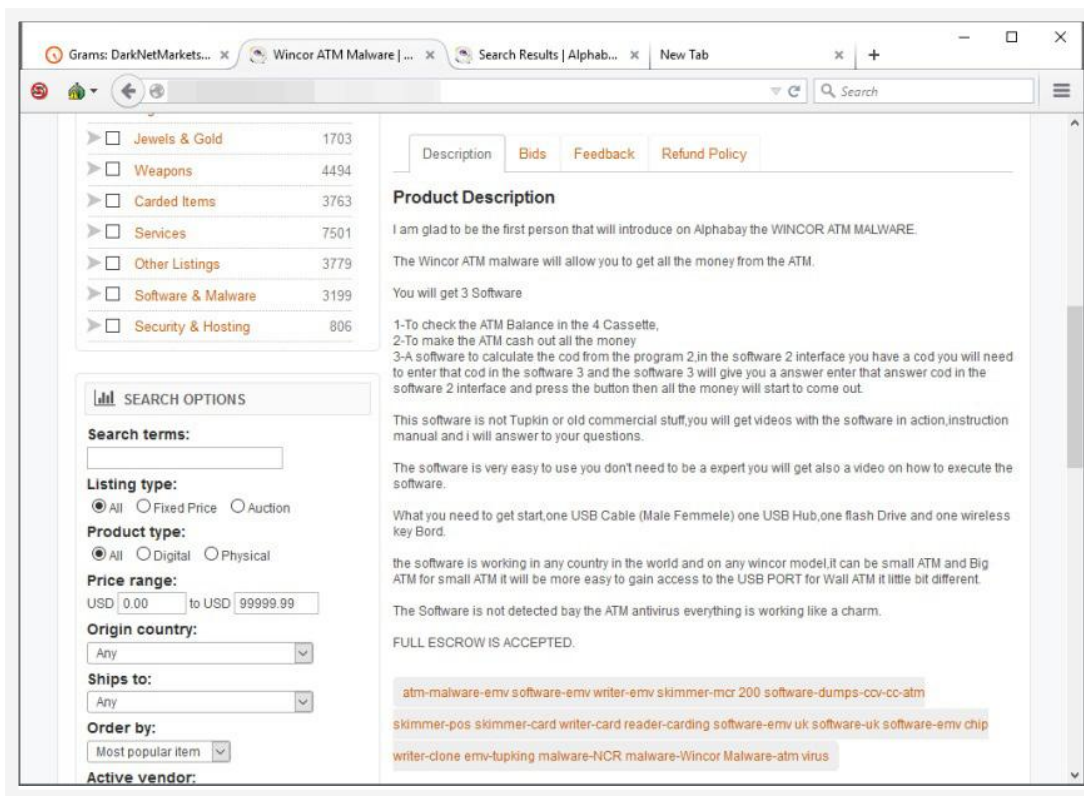 Grams: DarkNetMarkets...
Wincor ATM Malware | ...
Search Results | Alphab...
New Tab
Search
Jewels & Gold 1703
Weapons 4494
Carded Items 3763
Services 7501
Other Listings 3779
Software & Malware 3199
Security & Hosting 806
SEARCH OPTIONS
Search terms:
Listing type:
All Fixed Price Auction
Product type:
All Digital Physical
Price range:
USD 0.00 to USD 99999.99
Origin country:
Any
Ships to:
Any
Order by:
Most popular item
Active vendor:
Description Bids Feedback Refund Policy
Product Description
I am glad to be the first person that will introduce on Alphabay the WINCOR ATM MALWARE.
The Wincor ATM malware will allow you to get all the money from the ATM.
You will get 3 Software
1-To check the ATM Balance in the 4 Cassette,
2-To make the ATM cash out all the money
3-A software to calculate the cod from the program 2,in the software 2 interface you have a cod you will need
to enter that cod in the software 3 and the software 3 will give you a answer enter that answer cod in the
software 2 interface and press the button then all the money will start to come out.
This software is not Tupkin or old commercial stuff,you will get videos with the software in action,instruction
manual and i will answer to your questions.
The software is very easy to use you don't need to be a expert you will get also a video on how to execute the
software.
What you need to get start,one USB Cable (Male Femmele) one USB Hub,one flash Drive and one wireless
key Bord.
the software is working in any country in the world and on any wincor model,it can be small ATM and Big
ATM for small ATM it will be more easy to gain access to the USB PORT for Wall ATM it little bit different.
The Software is not detected bay the ATM antivirus everything is working like a charm.
FULL ESCROW IS ACCEPTED.
atm-malware-emv software-emv writer-emv skimmer-mcr 200 software-dumps-ccv-cc-atm
skimmer-pos skimmer-card writer-card reader-carding software-emv uk software-uk software-emv chip
writer-clone emv-tupking malware-NCR malware-Wincor Malware-atm virus